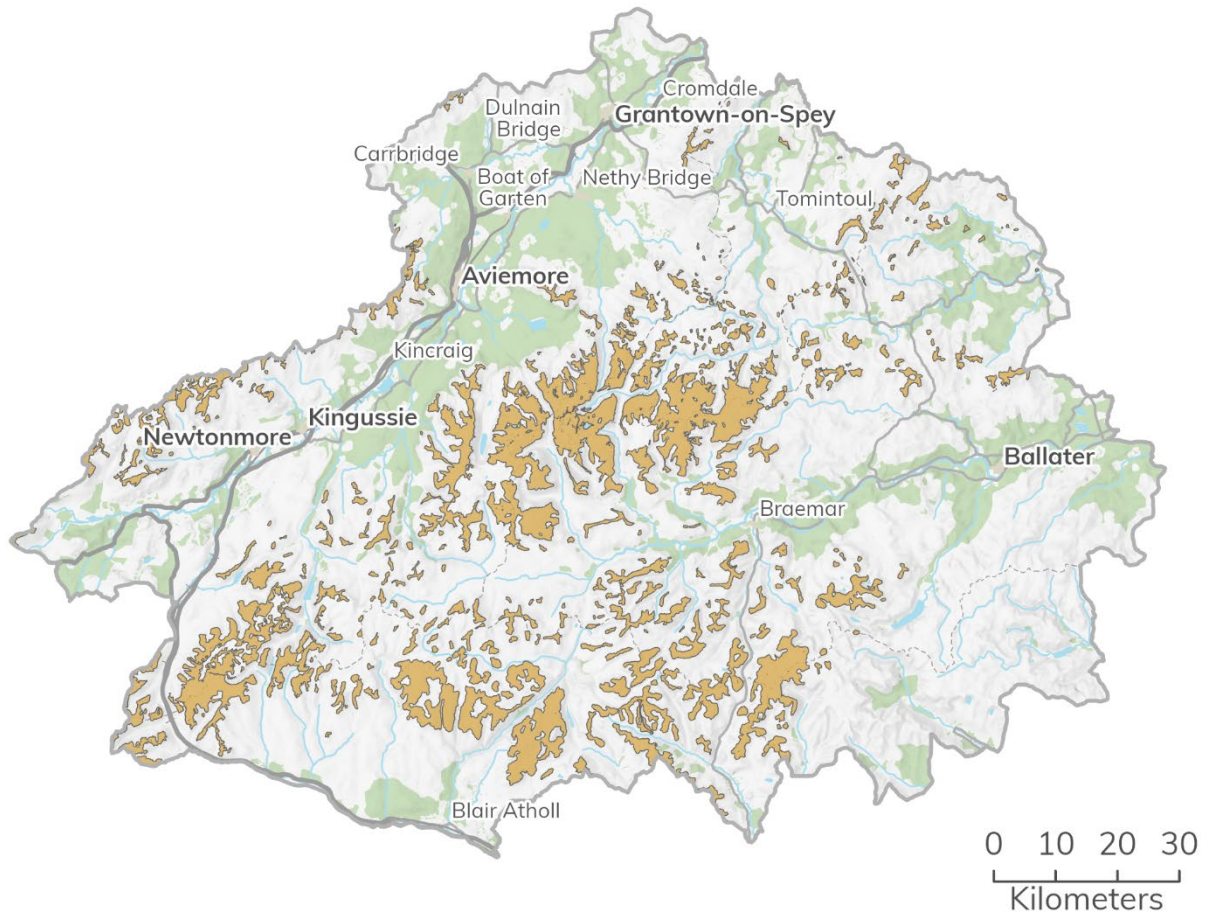 Cromdale
Dulnain
Bridge
Grantown-on-Spey
Carrbridge
Boat of
Garten
Nethy Bridge
Tomintoul
Aviemore
Kincraig
Kingussie
Newtonmore
Ballater
Braemar
Blair Atholl
0 10 20 30
Kilometers